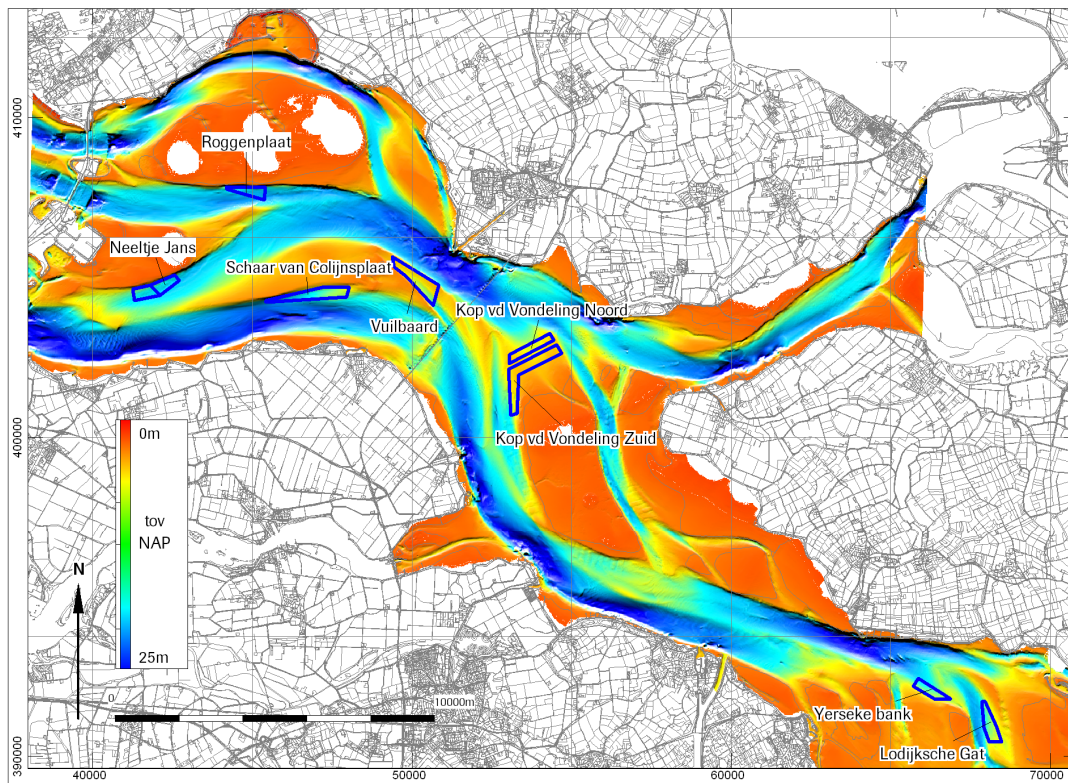 410000
Roggenplaat
Neeltje Jans
Schaar van Colijnsplaat
Kop vd Vondeling Noord
Vuilbaard
0m
tov
NAP
25m
400000
Kop vd Vondeling Zuid
N
0
10000m
Yerseke bank
Lodijksche Gat
390000
40000
50000
60000
70000